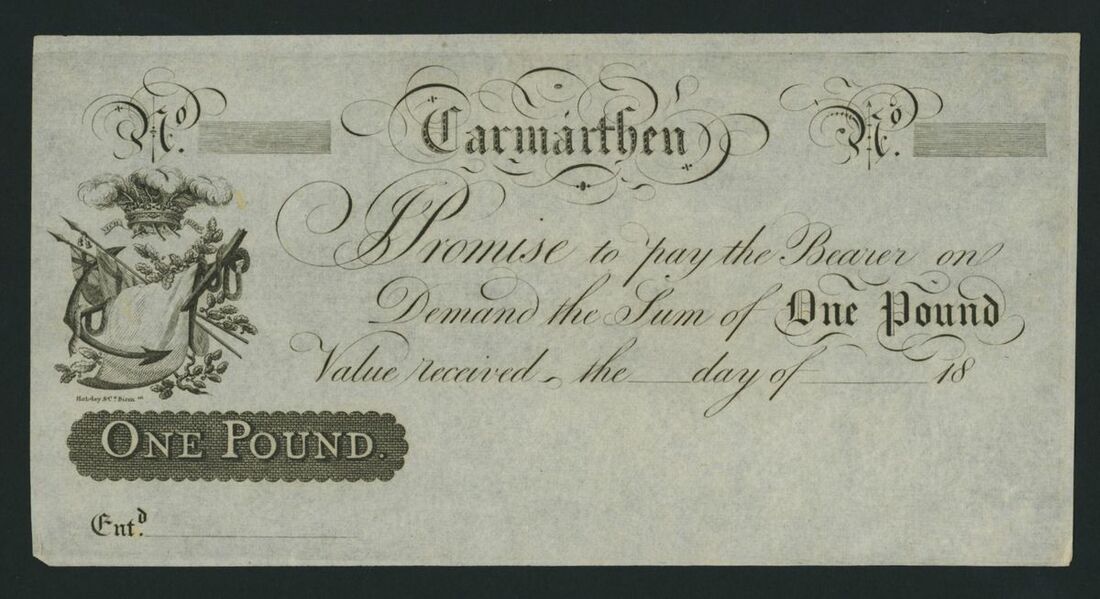 No.
Carmarthen
No.
I Promise to pay the Bearer on
Demand the Sum of One Pound
Value received the day of 18
ONE POUND.
Entd.